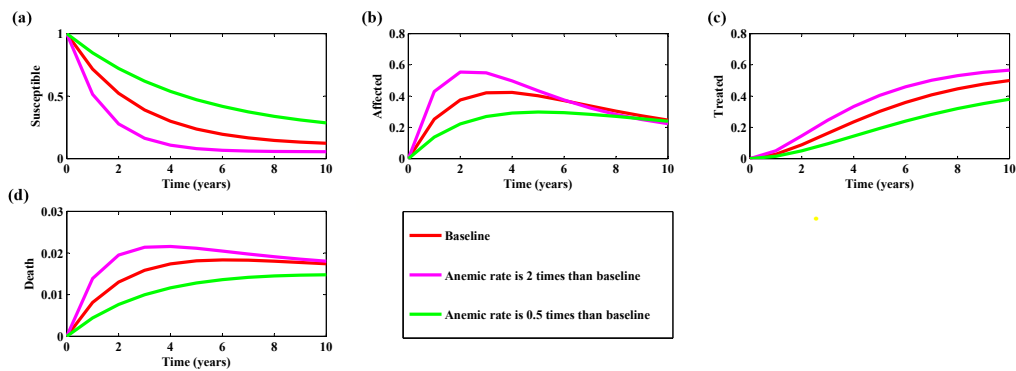 (a)
1
0.5
0
Susceptible
0 2 4 6 8 10
Time (years)
(b)
0.8
0.6
0.4
0.2
0
Affected
0 2 4 6 8 10
Time (years)
(c)
0.8
0.6
0.4
0.2
0
Treated
0 2 4 6 8 10
Time (years)
(d)
0.03
0.02
0.01
0
Death
0 2 4 6 8 10
Time (years)
Baseline
Anemic rate is 2 times than baseline
Anemic rate is 0.5 times than baseline